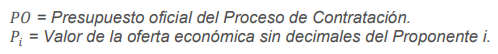 𝑃𝑂 = Presupuesto oficial del Proceso de Contratación.
𝑃ᵢ = Valor de la oferta económica sin decimales del Proponente i.